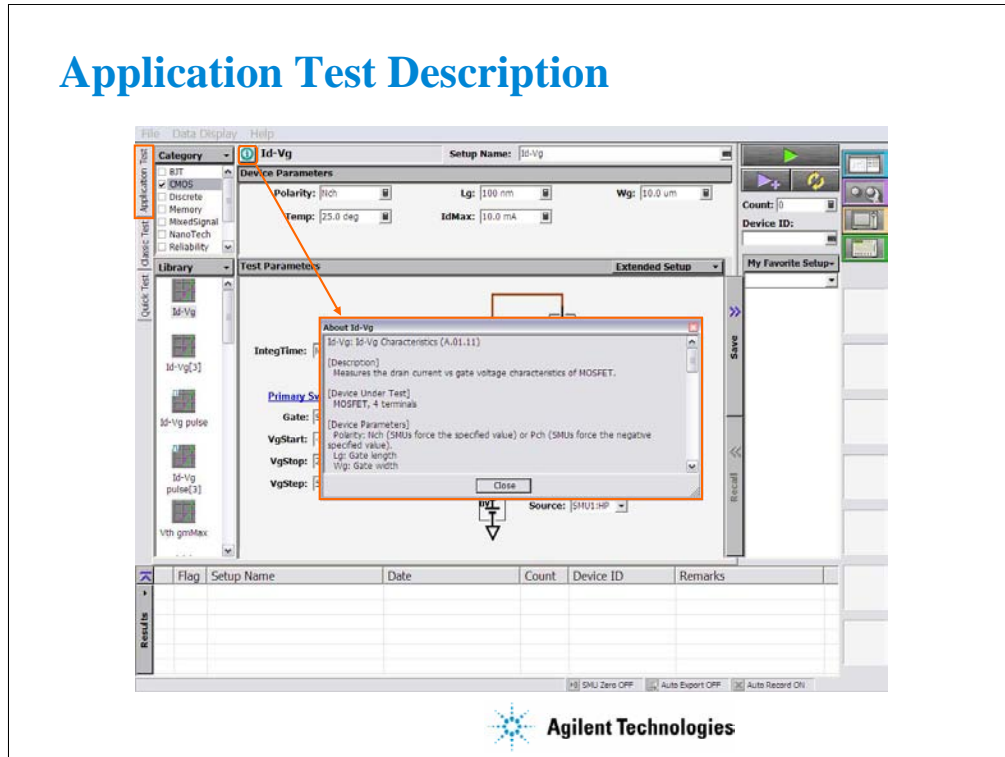 Application Test Description
File Data Display Help
Application Test
Classic Test
Quick Test
Category
BJT
CMOS
Discrete
Memory
MixedSignal
NanoTech
Reliability
Library
Id-Vg
Id-Vg[3]
Id-Vg pulse
Id-Vg
pulse[3]
Vth gmMax
Id-Vg
Setup Name: Id-Vg
Device Parameters
Polarity: Nch
Lg: 100 nm
Wg: 10.0 um
Temp: 25.0 deg
IdMax: 10.0 mA
Test Parameters
Extended Setup
IntegTime:
Primary
Gate:
VgStart:
VgStop:
VgStep:
About Id-Vg
Id-Vg: Id-Vg Characteristics (A.01.11)
[Description]
Measures the drain current vs gate voltage characteristics of MOSFET.
[Device Under Test]
MOSFET, 4 terminals
[Device Parameters]
Polarity: Nch (SMUs force the specified value) or Pch (SMUs force the negative
specified value).
Lg: Gate length
Wg: Gate width
Close
Source: SMU1:HP
Save
Recall
Count: 0
Device ID:
My Favorite Setup
Results
Flag Setup Name Date Count Device ID Remarks
SMU Zero OFF Auto Export OFF Auto Record ON
Agilent Technologies